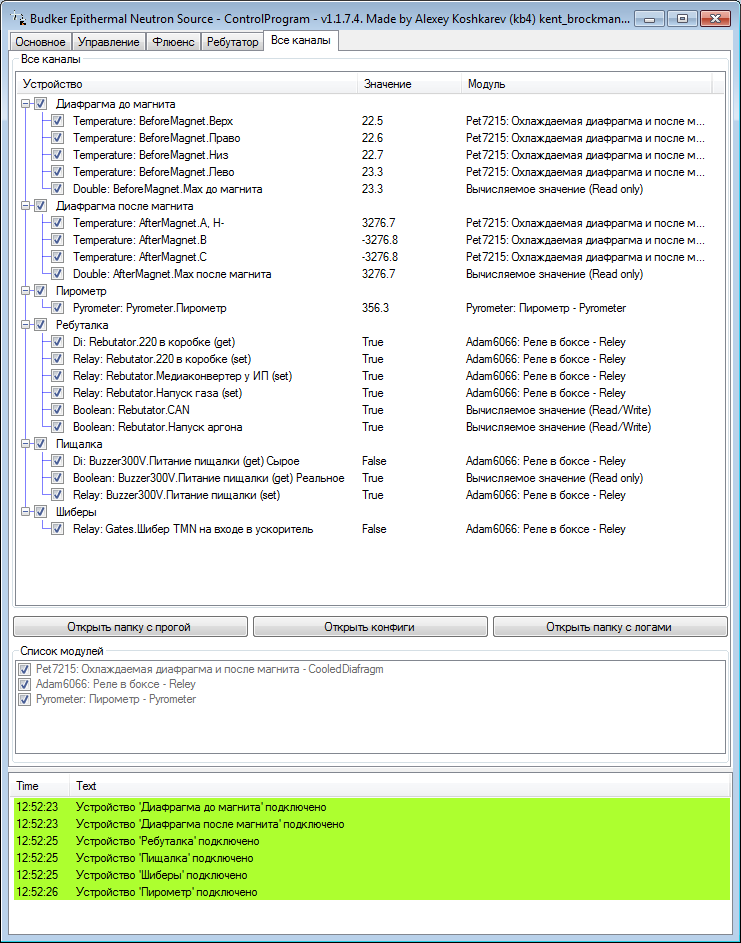 Budker Epithermal Neutron Source - ControlProgram - v1.1.7.4. Made by Alexey Koshkarev (kb4) kent_brockman...
Основное Управление Флюенс Ребутатор Все каналы
Все каналы
Устройство Значение Модуль
Диафрагма до магнита
Temperature: BeforeMagnet.Верх 22.5 Pet7215: Охлаждаемая диафрагма и после м...
Temperature: BeforeMagnet.Право 22.6 Pet7215: Охлаждаемая диафрагма и после м...
Temperature: BeforeMagnet.Низ 22.7 Pet7215: Охлаждаемая диафрагма и после м...
Temperature: BeforeMagnet.Лево 23.3 Pet7215: Охлаждаемая диафрагма и после м...
Double: BeforeMagnet.Max до магнита 23.3 Вычисляемое значение (Read only)
Диафрагма после магнита
Temperature: AfterMagnet.A, H- 3276.7 Pet7215: Охлаждаемая диафрагма и после м...
Temperature: AfterMagnet.B -3276.8 Pet7215: Охлаждаемая диафрагма и после м...
Temperature: AfterMagnet.C -3276.8 Pet7215: Охлаждаемая диафрагма и после м...
Double: AfterMagnet.Max после магнита 3276.7 Вычисляемое значение (Read only)
Пирометр
Pyrometer: Pyrometer.Пирометр 356.3 Pyrometer: Пирометр - Pyrometer
Ребуталка
Di: Rebutator.220 в коробке (get) True Adam6066: Реле в боксе - Reley
Relay: Rebutator.220 в коробке (set) True Adam6066: Реле в боксе - Reley
Relay: Rebutator.Медиаконвертер у ИП (set) True Adam6066: Реле в боксе - Reley
Relay: Rebutator.Напуск газа (set) True Adam6066: Реле в боксе - Reley
Boolean: Rebutator.CAN True Вычисляемое значение (Read/Write)
Boolean: Rebutator.Напуск аргона True Вычисляемое значение (Read/Write)
Пищалка
Di: Buzzer300V.Питание пищалки (get) Сырое False Adam6066: Реле в боксе - Reley
Boolean: Buzzer300V.Питание пищалки (get) Реальное True Вычисляемое значение (Read only)
Relay: Buzzer300V.Питание пищалки (set) True Adam6066: Реле в боксе - Reley
Шиберы
Relay: Gates.Шибер TMN на входе в ускоритель False Adam6066: Реле в боксе - Reley
Открыть папку с прогой Открыть конфиги Открыть папку с логами
Список модулей
Pet7215: Охлаждаемая диафрагма и после магнита - CooledDiafragm
Adam6066: Реле в боксе - Reley
Pyrometer: Пирометр - Pyrometer
Time Text
12:52:23 Устройство 'Диафрагма до магнита' подключено
12:52:23 Устройство 'Диафрагма после магнита' подключено
12:52:25 Устройство 'Ребуталка' подключено
12:52:25 Устройство 'Пищалка' подключено
12:52:25 Устройство 'Шиберы' подключено
12:52:26 Устройство 'Пирометр' подключено